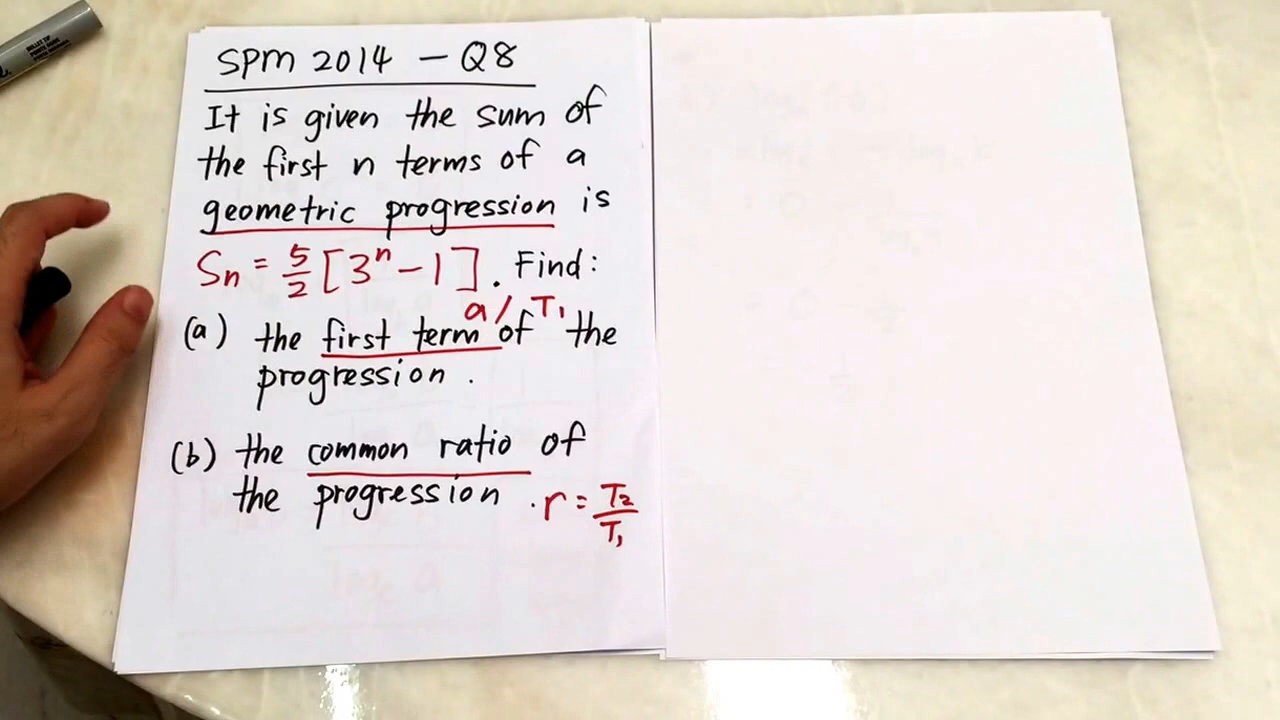 SPM 2014 - Q8
It is given the sum of
the first n terms of a
geometric progression is
Sn = 5/2 [3^n - 1]. Find:
a / T₁
(a) the first term of the
progression.
(b) the common ratio of
the progression. r = T₂/T₁